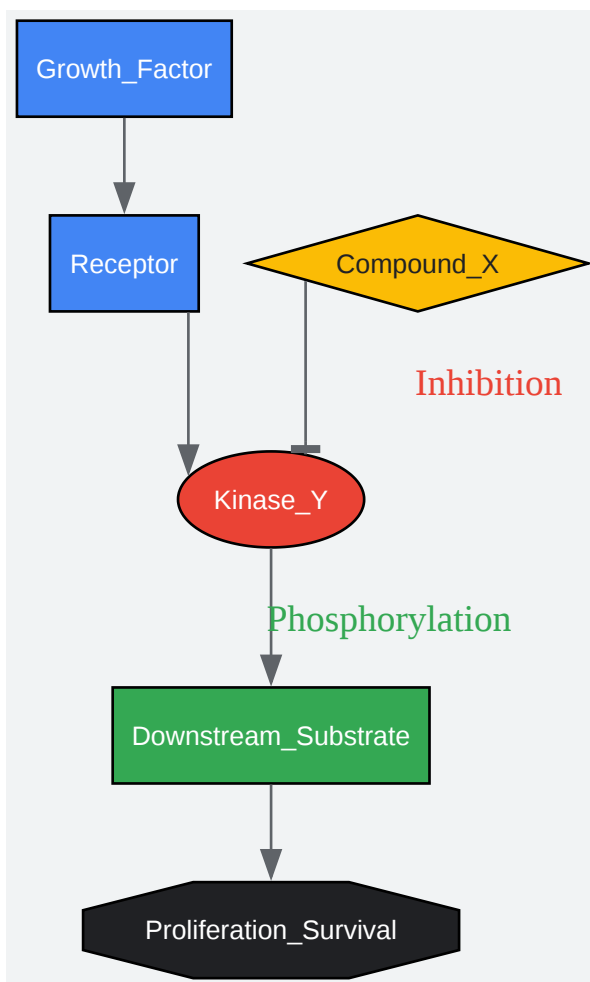 Growth_Factor
Receptor
Compound_X
Inhibition
Kinase_Y
Phosphorylation
Downstream_Substrate
Proliferation_Survival